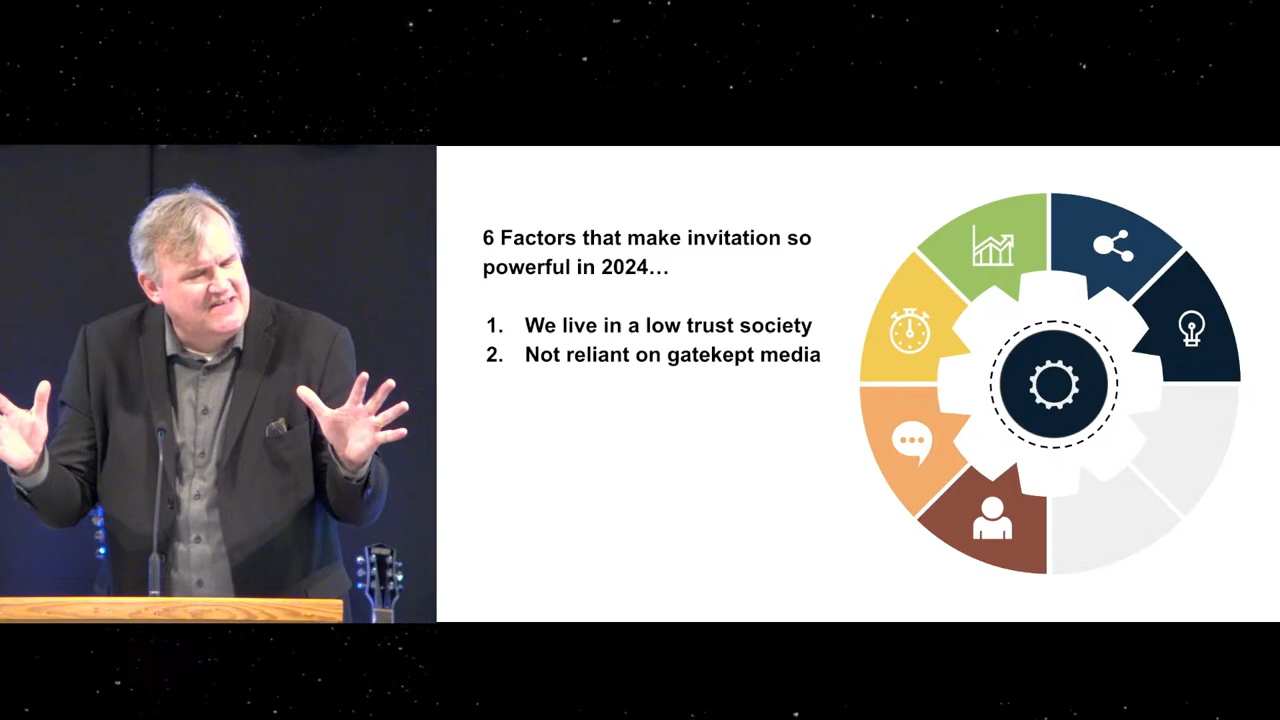 6 Factors that make invitation so
powerful in 2024…
1. We live in a low trust society
2. Not reliant on gatekept media